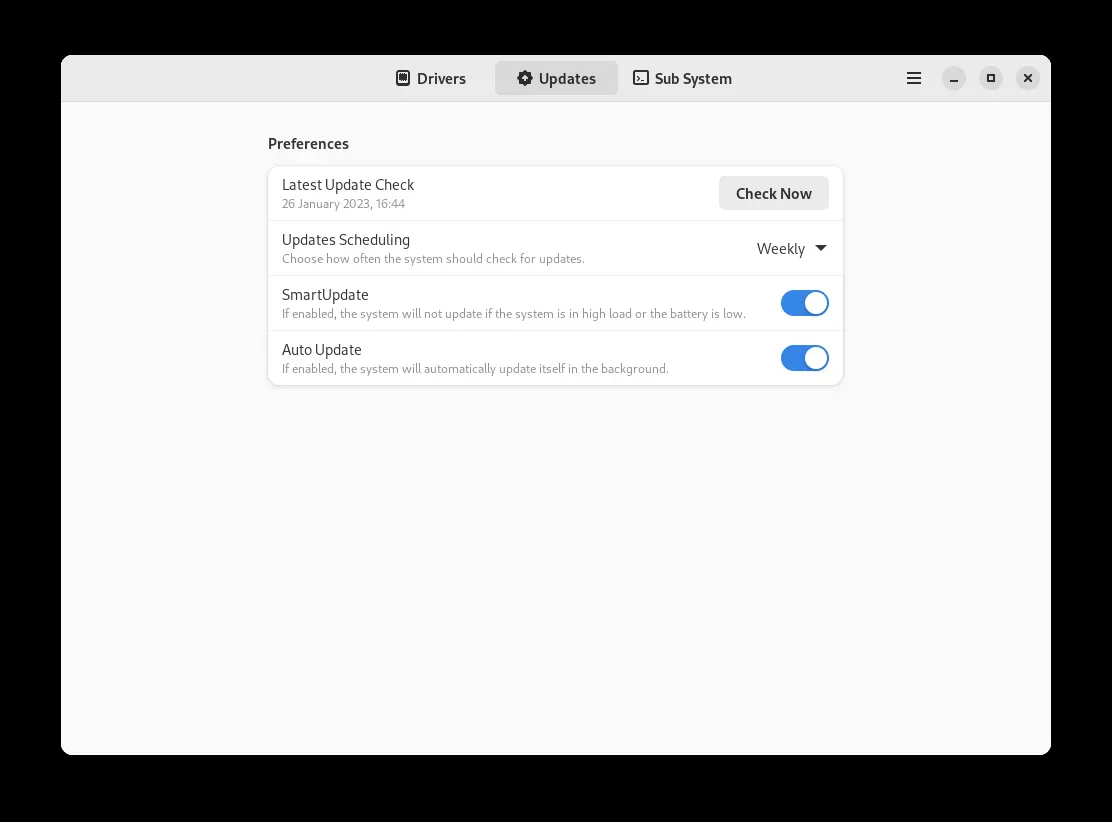 Drivers
Updates
Sub System
Preferences
Latest Update Check
26 January 2023, 16:44
Check Now
Updates Scheduling
Choose how often the system should check for updates.
Weekly
SmartUpdate
If enabled, the system will not update if the system is in high load or the battery is low.
Auto Update
If enabled, the system will automatically update itself in the background.